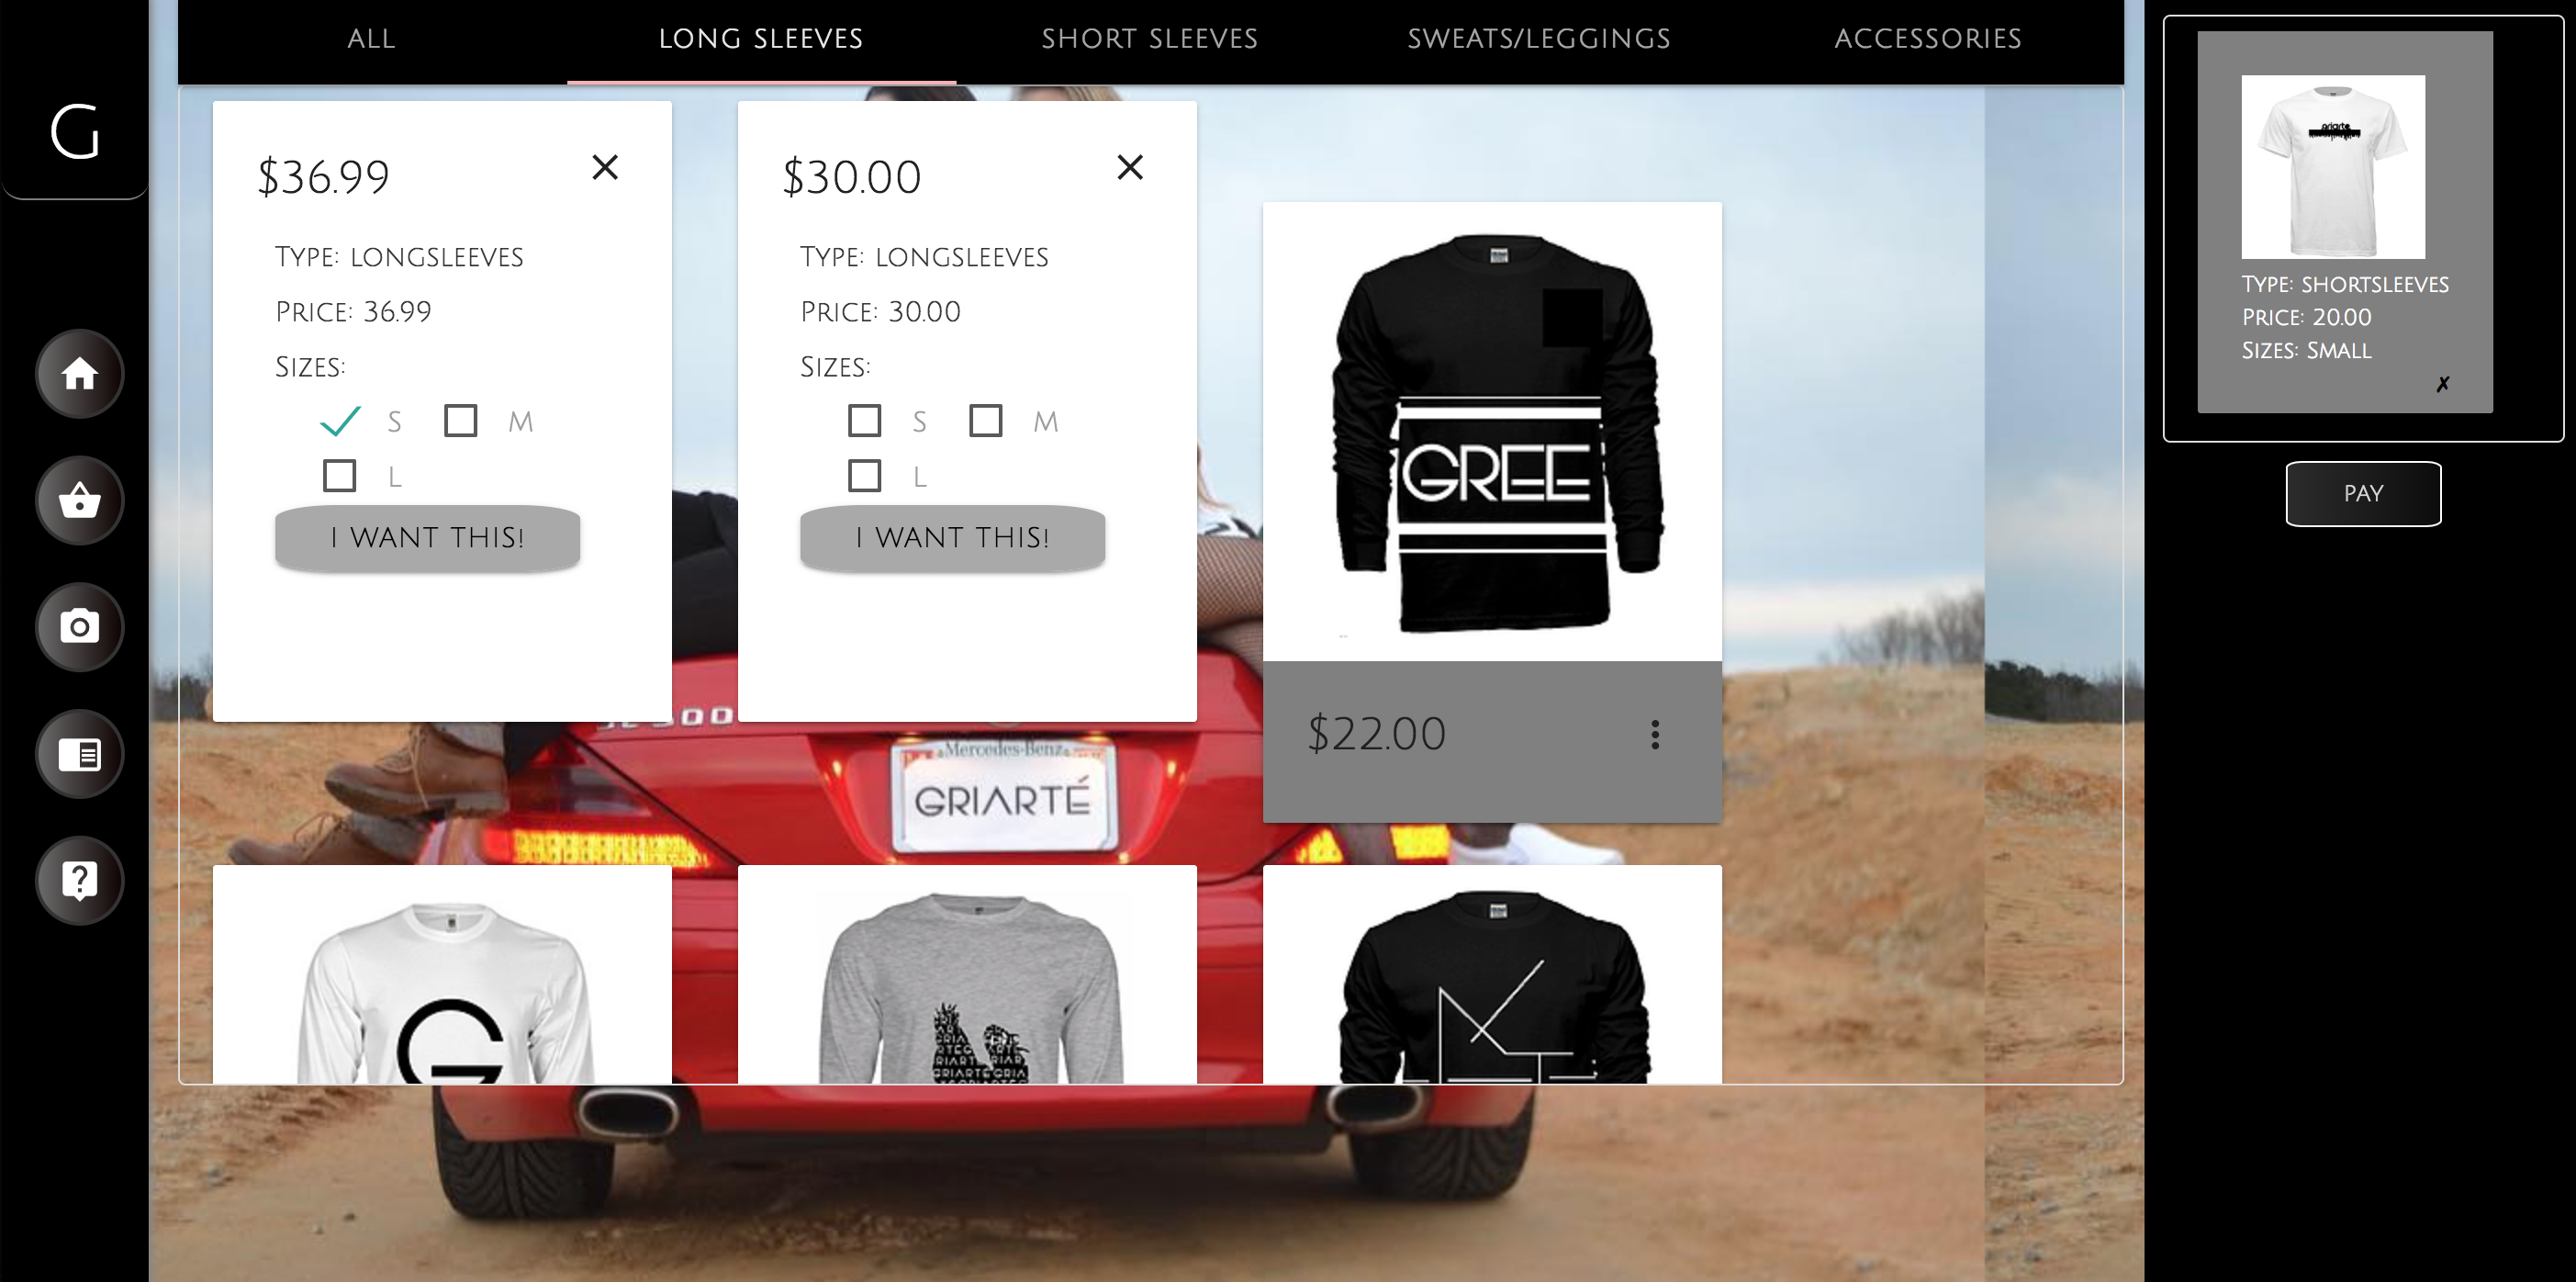 G
ALL
LONG SLEEVES
SHORT SLEEVES
SWEATS/LEGGINGS
ACCESSORIES
$36.99
Type: longsleeves
Price: 36.99
Sizes:
S M
L
I WANT THIS!
$30.00
Type: longsleeves
Price: 30.00
Sizes:
S M
L
I WANT THIS!
GREE
$22.00
Mercedes-Benz
GRIARTÉ
G
griarte
Type: shortsleeves
Price: 20.00
Sizes: Small
✗
PAY